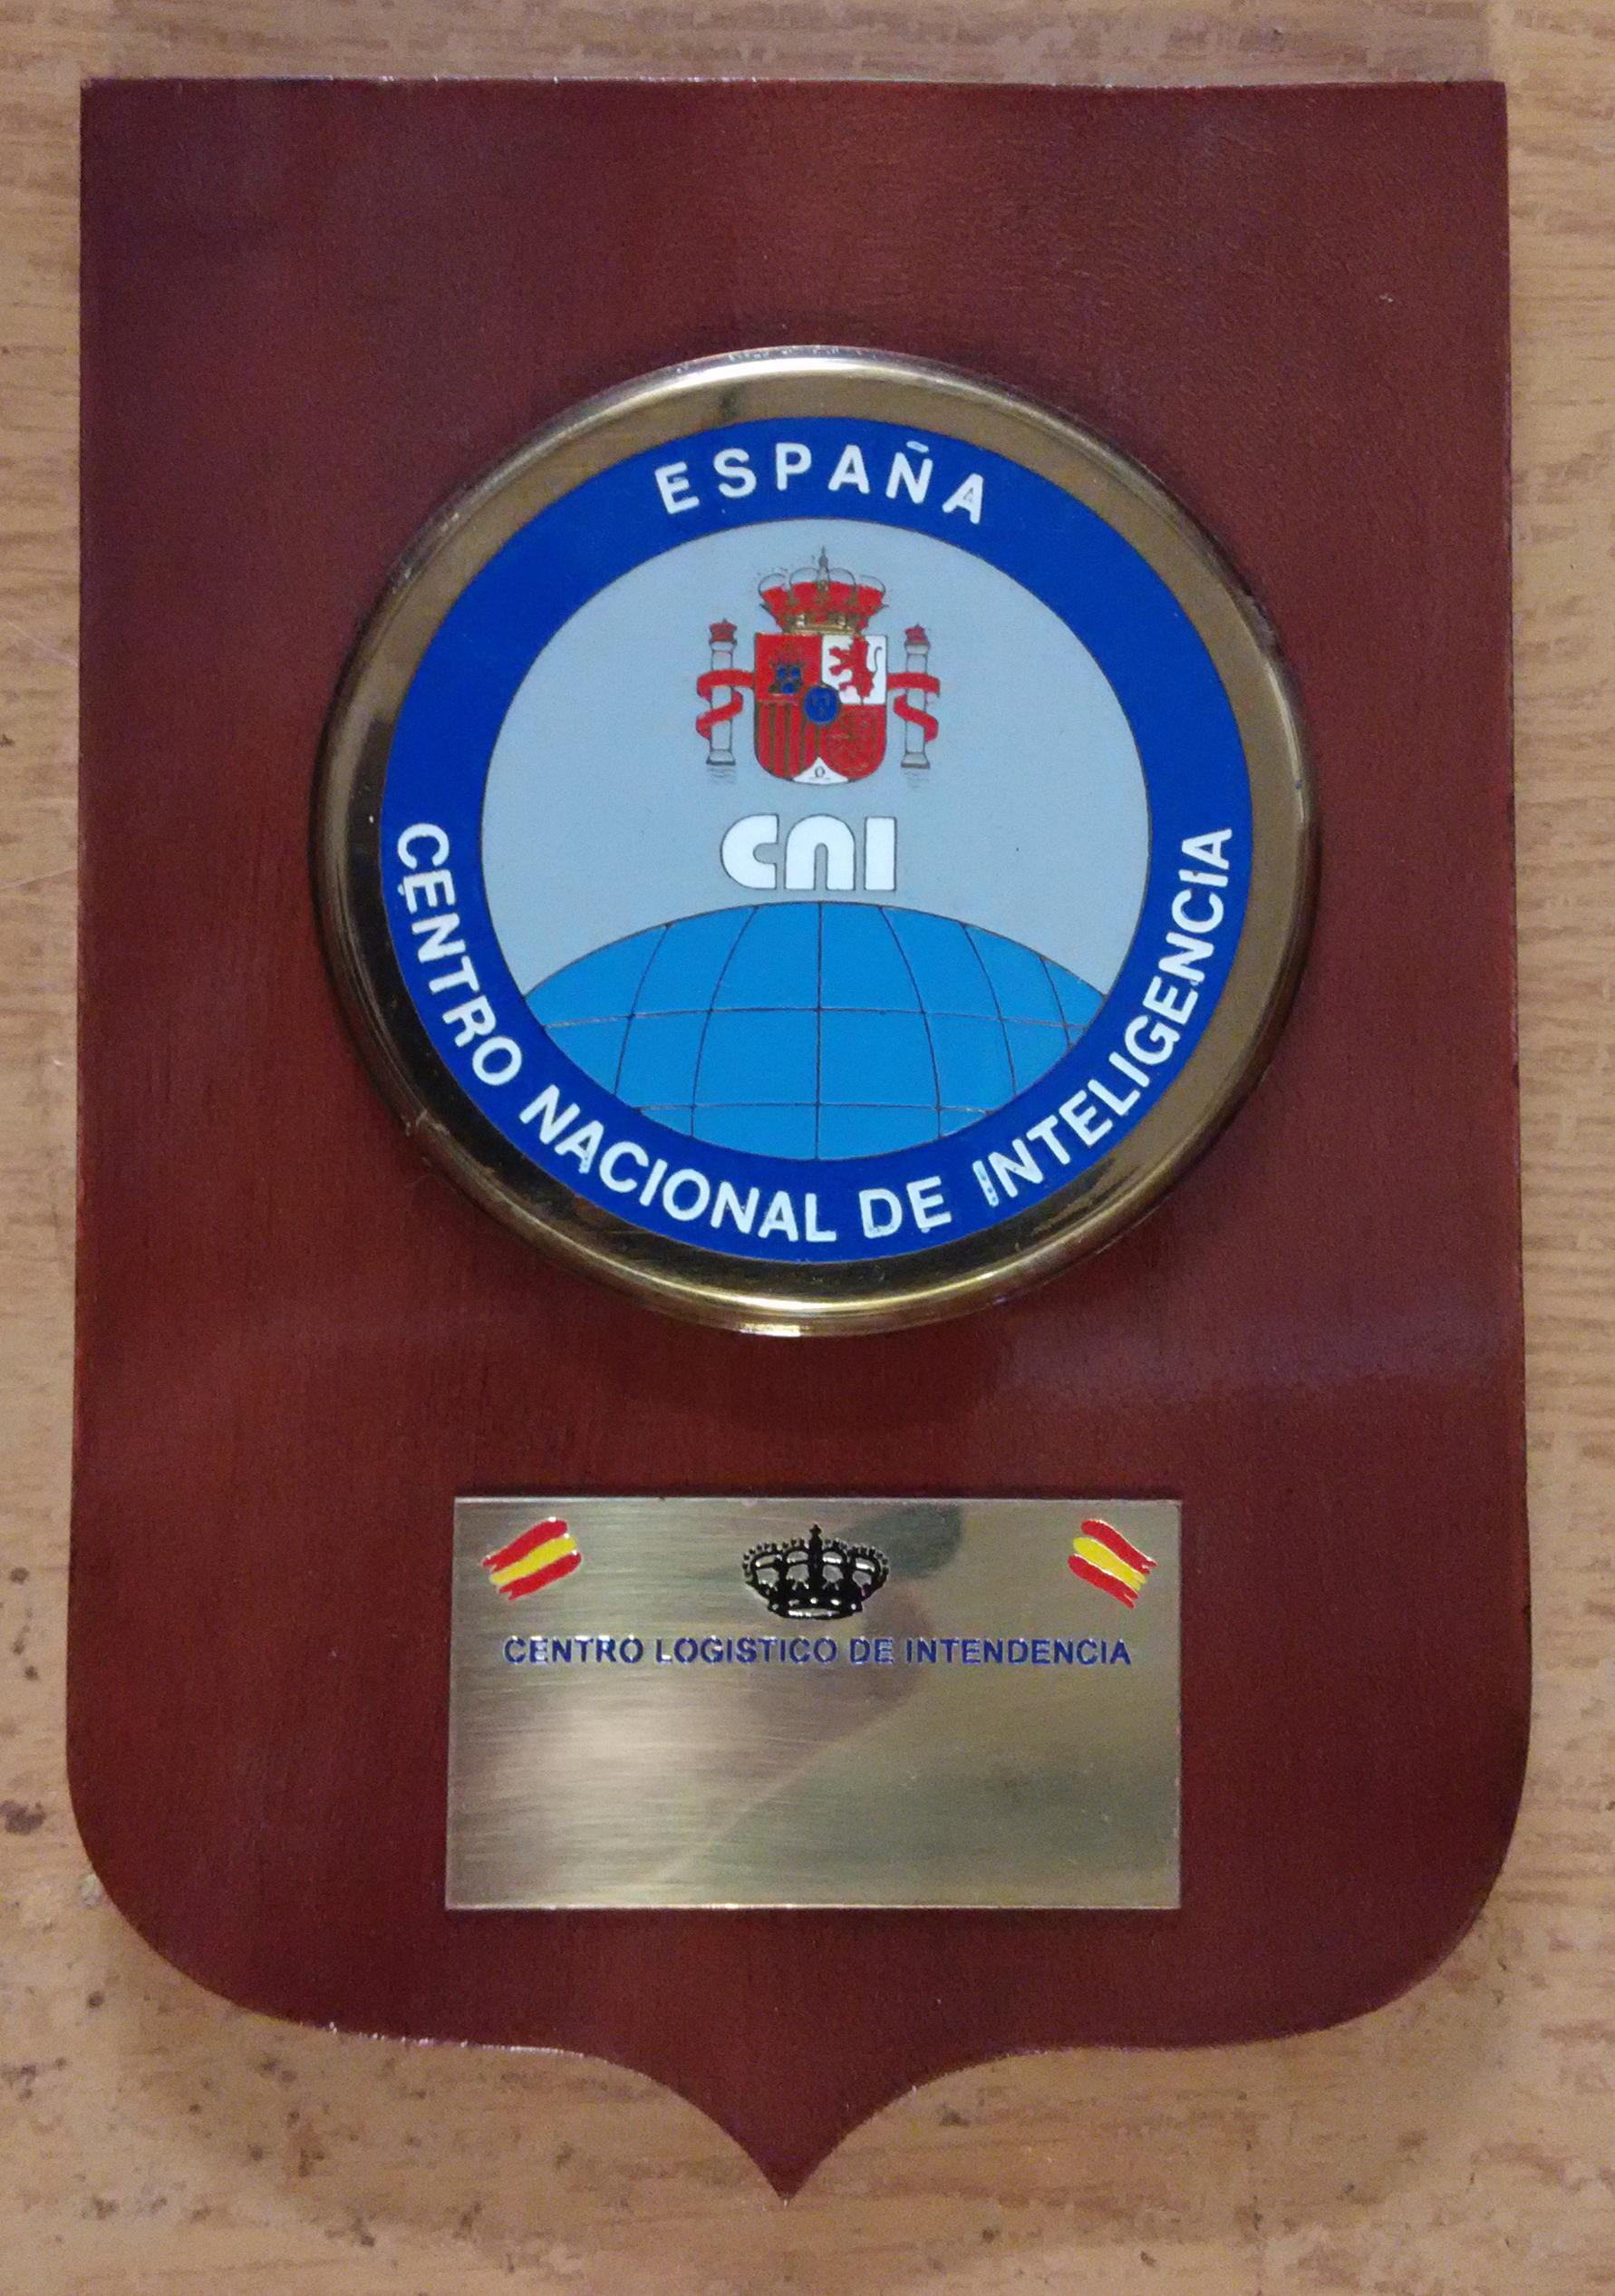 ESPAÑA
CNI
CENTRO NACIONAL DE INTELIGENCIA
CENTRO LOGISTICO DE INTENDENCIA